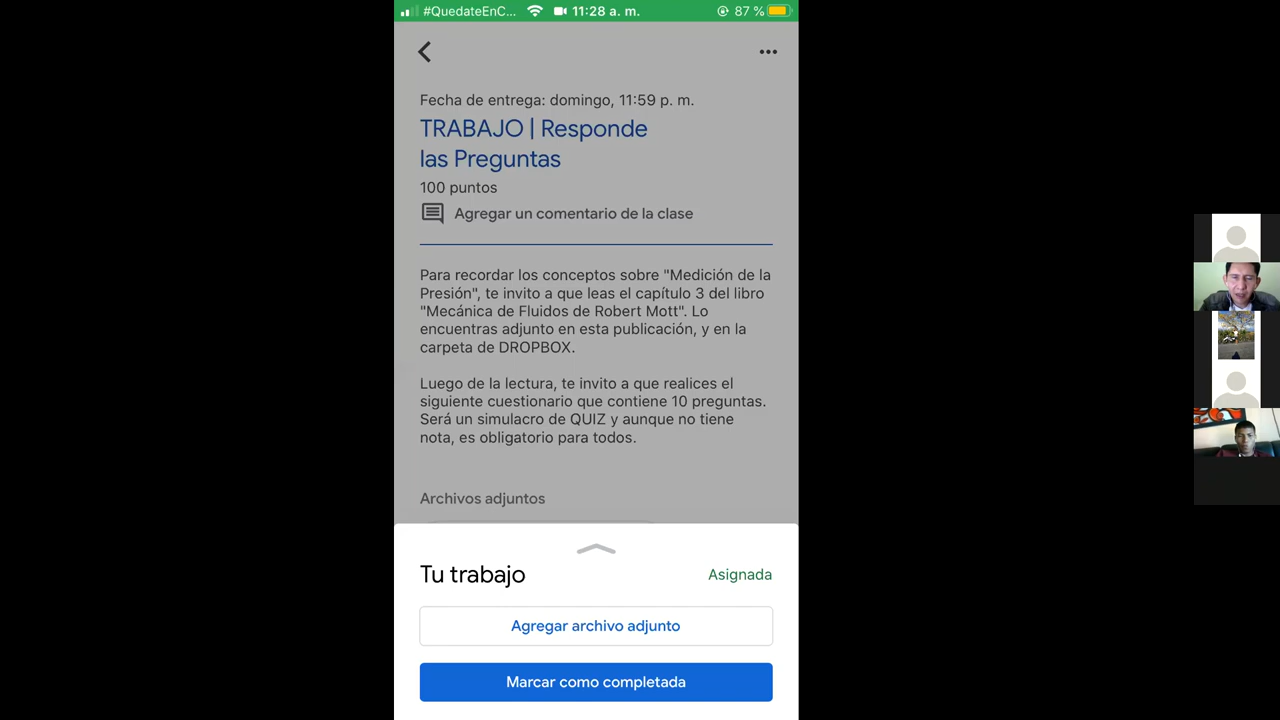 #QuedateEnC... 11:28 a. m. 87 %
Fecha de entrega: domingo, 11:59 p. m.
TRABAJO | Responde
las Preguntas
100 puntos
Agregar un comentario de la clase
Para recordar los conceptos sobre "Medición de la
Presión", te invito a que leas el capítulo 3 del libro
"Mecánica de Fluidos de Robert Mott". Lo
encuentras adjunto en esta publicación, y en la
carpeta de DROPBOX.
Luego de la lectura, te invito a que realices el
siguiente cuestionario que contiene 10 preguntas.
Será un simulacro de QUIZ y aunque no tiene
nota, es obligatorio para todos.
Archivos adjuntos
Tu trabajo
Asignada
Agregar archivo adjunto
Marcar como completada